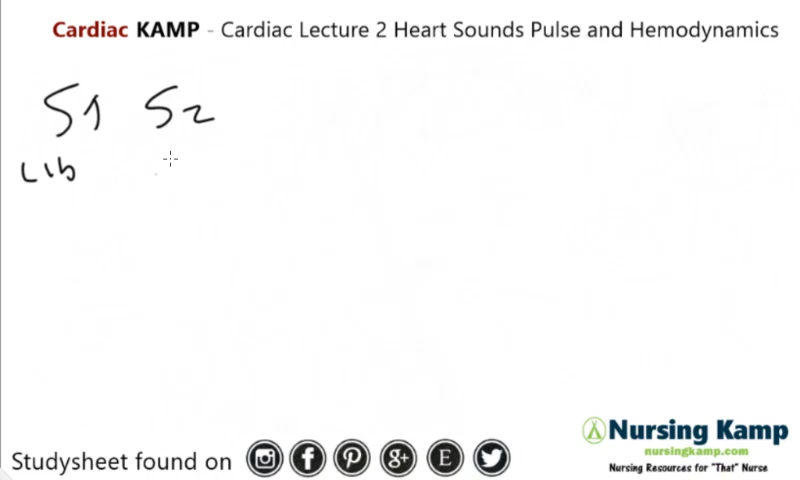 Cardiac KAMP - Cardiac Lecture 2 Heart Sounds Pulse and Hemodynamics
S1 S2
Lub
Nursing Kamp
nursingkamp.com
Nursing Resources for "That" Nurse
Studysheet found on